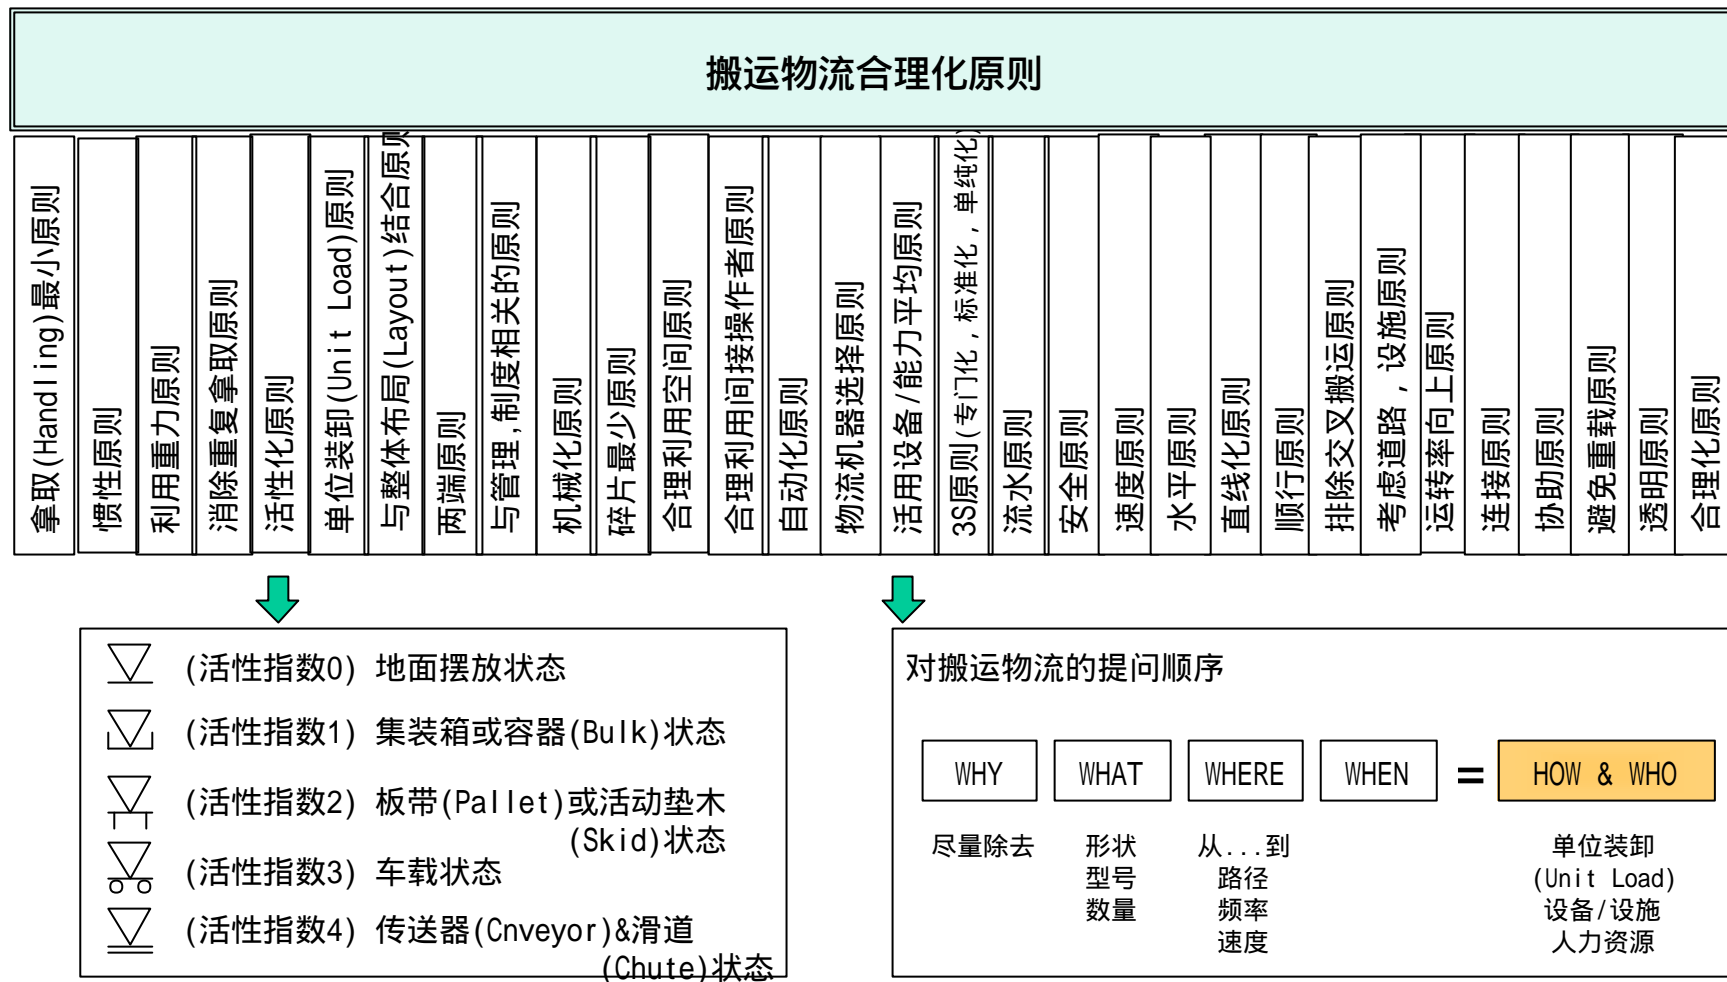 搬运物流合理化原则
拿取(Handling)最小原则
惯性原则
利用重力原则
消除重复拿取原则
活性化原则
单位装卸(Unit Load)原则
与整体布局(Layout)结合原则
两端原则
与管理,制度相关的原则
机械化原则
碎片最少原则
合理利用空间原则
合理利用间接操作者原则
自动化原则
物流机器选择原则
活用设备/能力平均原则
3S原则(专门化，标准化，单纯化)
流水原则
安全原则
速度原则
水平原则
直线化原则
顺行原则
排除交叉搬运原则
考虑道路，设施原则
运转率向上原则
连接原则
协助原则
避免重载原则
透明原则
合理化原则
(活性指数0) 地面摆放状态
(活性指数1) 集装箱或容器(Bulk)状态
(活性指数2) 板带(Pallet)或活动垫木
(Skid)状态
(活性指数3) 车载状态
(活性指数4) 传送器(Cnveyor)&滑道
(Chute)状态
对搬运物流的提问顺序
WHY WHAT WHERE WHEN = HOW & WHO
尽量除去 形状 从...到 单位装卸
型号 路径 (Unit Load)
数量 频率 设备/设施
速度 人力资源